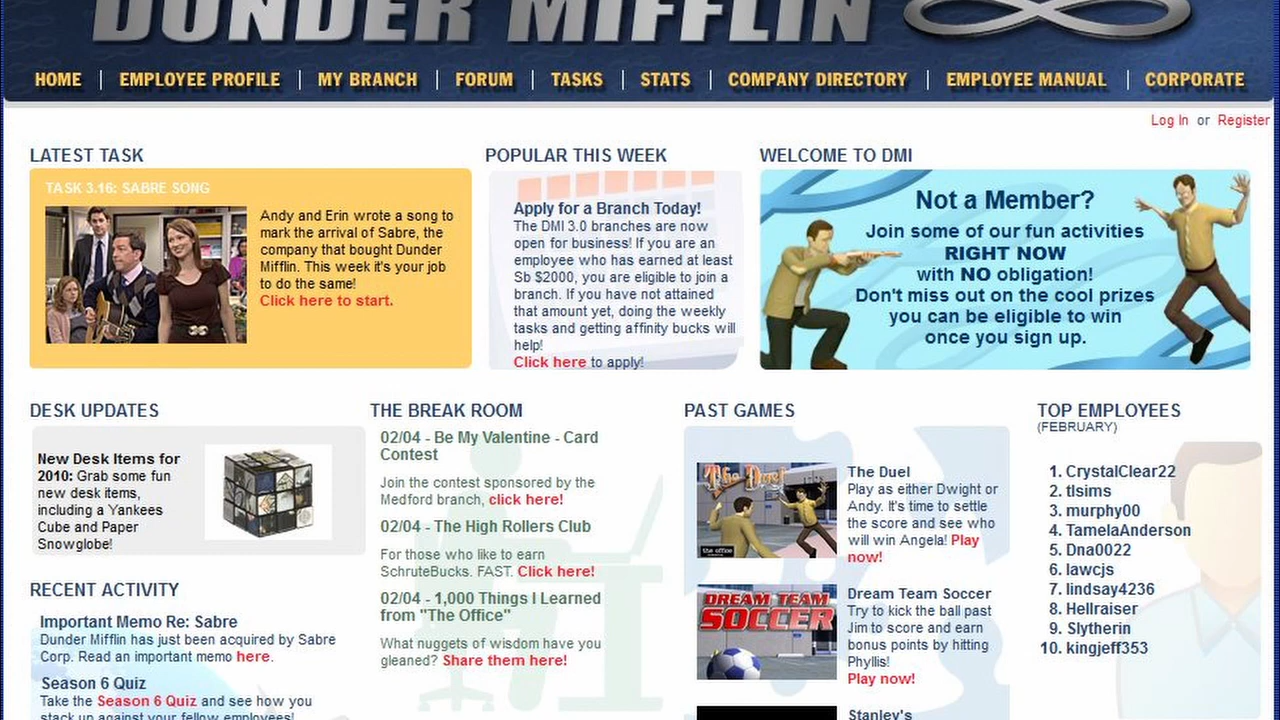 DUNDER MIFFLIN
HOME
EMPLOYEE PROFILE
MY BRANCH
FORUM
TASKS
STATS
COMPANY DIRECTORY
EMPLOYEE MANUAL
CORPORATE
Log In or Register
LATEST TASK
TASK 3.16: SABRE SONG
Andy and Erin wrote a song to
mark the arrival of Sabre, the
company that bought Dunder
Mifflin. This week it's your job
to do the same!
Click here to start.
POPULAR THIS WEEK
Apply for a Branch Today!
The DMI 3.0 branches are now
open for business! If you are an
employee who has earned at least
Sb $2000, you are eligible to join a
branch. If you have not attained
that amount yet, doing the weekly
tasks and getting affinity bucks will
help!
Click here to apply!
WELCOME TO DMI
Not a Member?
Join some of our fun activities
RIGHT NOW
with NO obligation!
Don't miss out on the cool prizes
you can be eligible to win
once you sign up.
DESK UPDATES
New Desk Items for
2010: Grab some fun
new desk items,
including a Yankees
Cube and Paper
Snowglobe!
RECENT ACTIVITY
Important Memo Re: Sabre
Dunder Mifflin has just been acquired by Sabre
Corp. Read an important memo here.
Season 6 Quiz
Take the Season 6 Quiz and see how you
stack up against your fellow employees!
THE BREAK ROOM
02/04 - Be My Valentine - Card
Contest
Join the contest sponsored by the
Medford branch, click here!
02/04 - The High Rollers Club
For those who like to earn
SchruteBucks. FAST. Click here!
02/04 - 1,000 Things I Learned
from "The Office"
What nuggets of wisdom have you
gleaned? Share them here!
PAST GAMES
The Duel
the office
The Duel
Play as either Dwight or
Andy. It's time to settle
the score and see who
will win Angela! Play
now!
DREAM TEAM
SOCCER
Dream Team Soccer
Try to kick the ball past
Jim to score and earn
bonus points by hitting
Phyllis!
Play now!
Stanley's
TOP EMPLOYEES
(FEBRUARY)
1. CrystalClear22
2. tlsims
3. murphy00
4. TamelaAnderson
5. Dna0022
6. lawcjs
7. lindsay4236
8. Hellraiser
9. Slytherin
10. kingjeff353